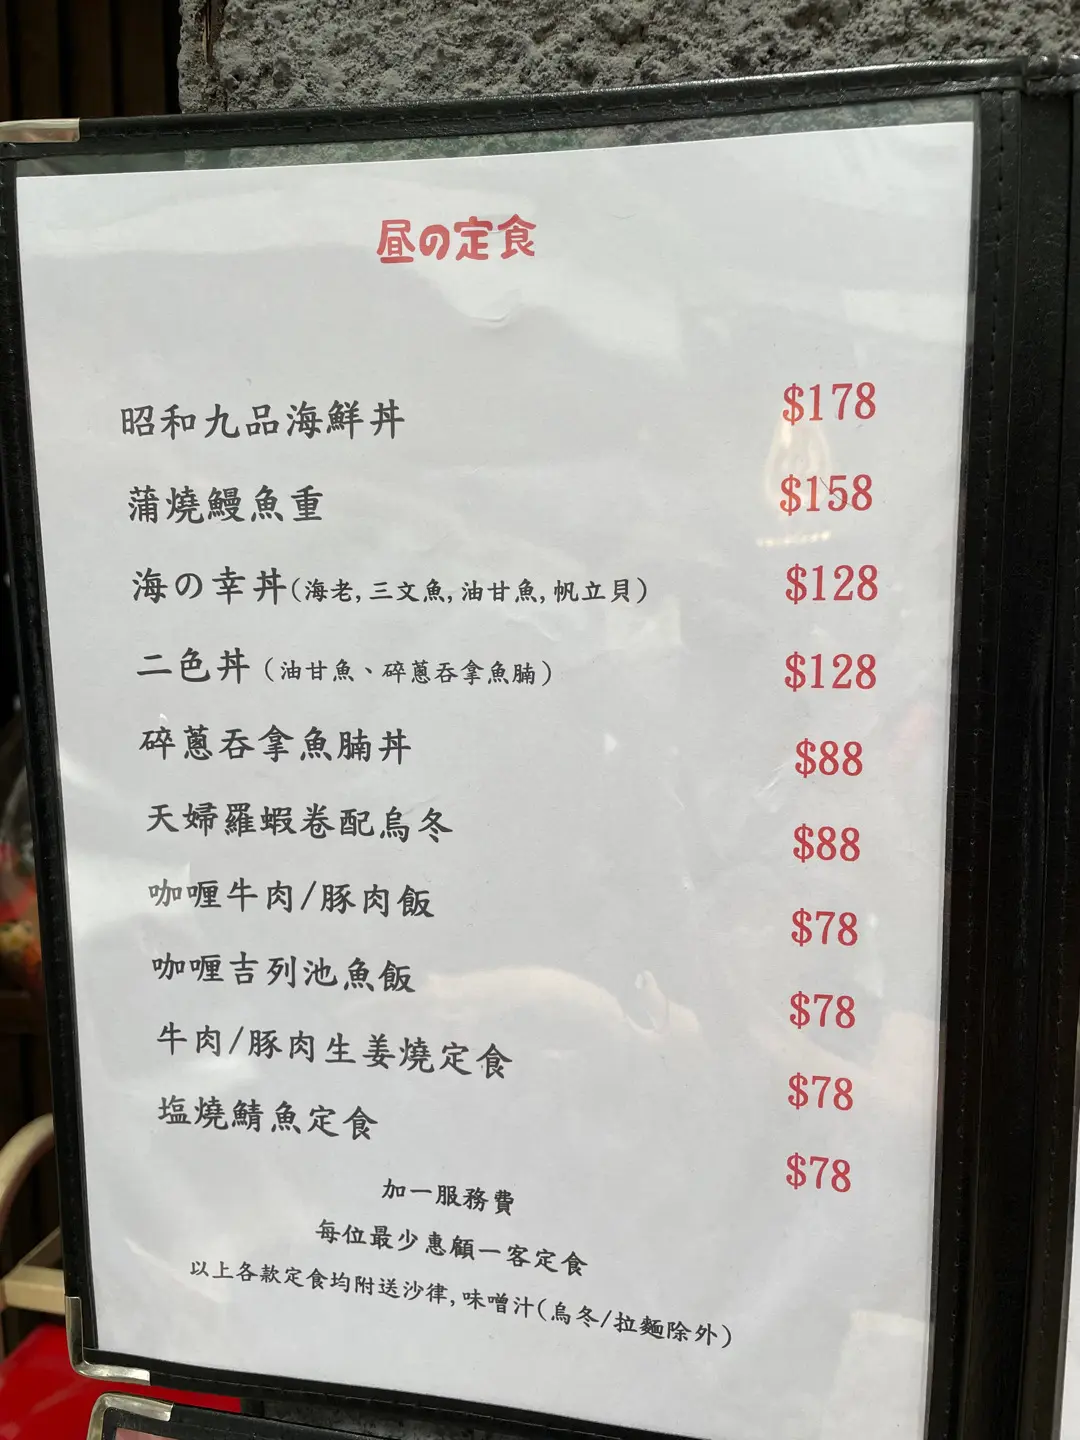 昼の定食
昭和九品海鮮丼 $178
蒲燒鰻魚重 $158
海の幸丼(海老,三文魚,油甘魚,帆立貝) $128
二色丼 (油甘魚、碎蔥吞拿魚腩) $128
碎蔥吞拿魚腩丼 $88
天婦羅蝦卷配烏冬 $88
咖喱牛肉/豚肉飯 $78
咖喱吉列池魚飯 $78
牛肉/豚肉生姜燒定食 $78
塩燒鯖魚定食 $78
加一服務費
每位最少惠顧一客定食
以上各款定食均附送沙律,味噌汁(烏冬/拉麵除外)